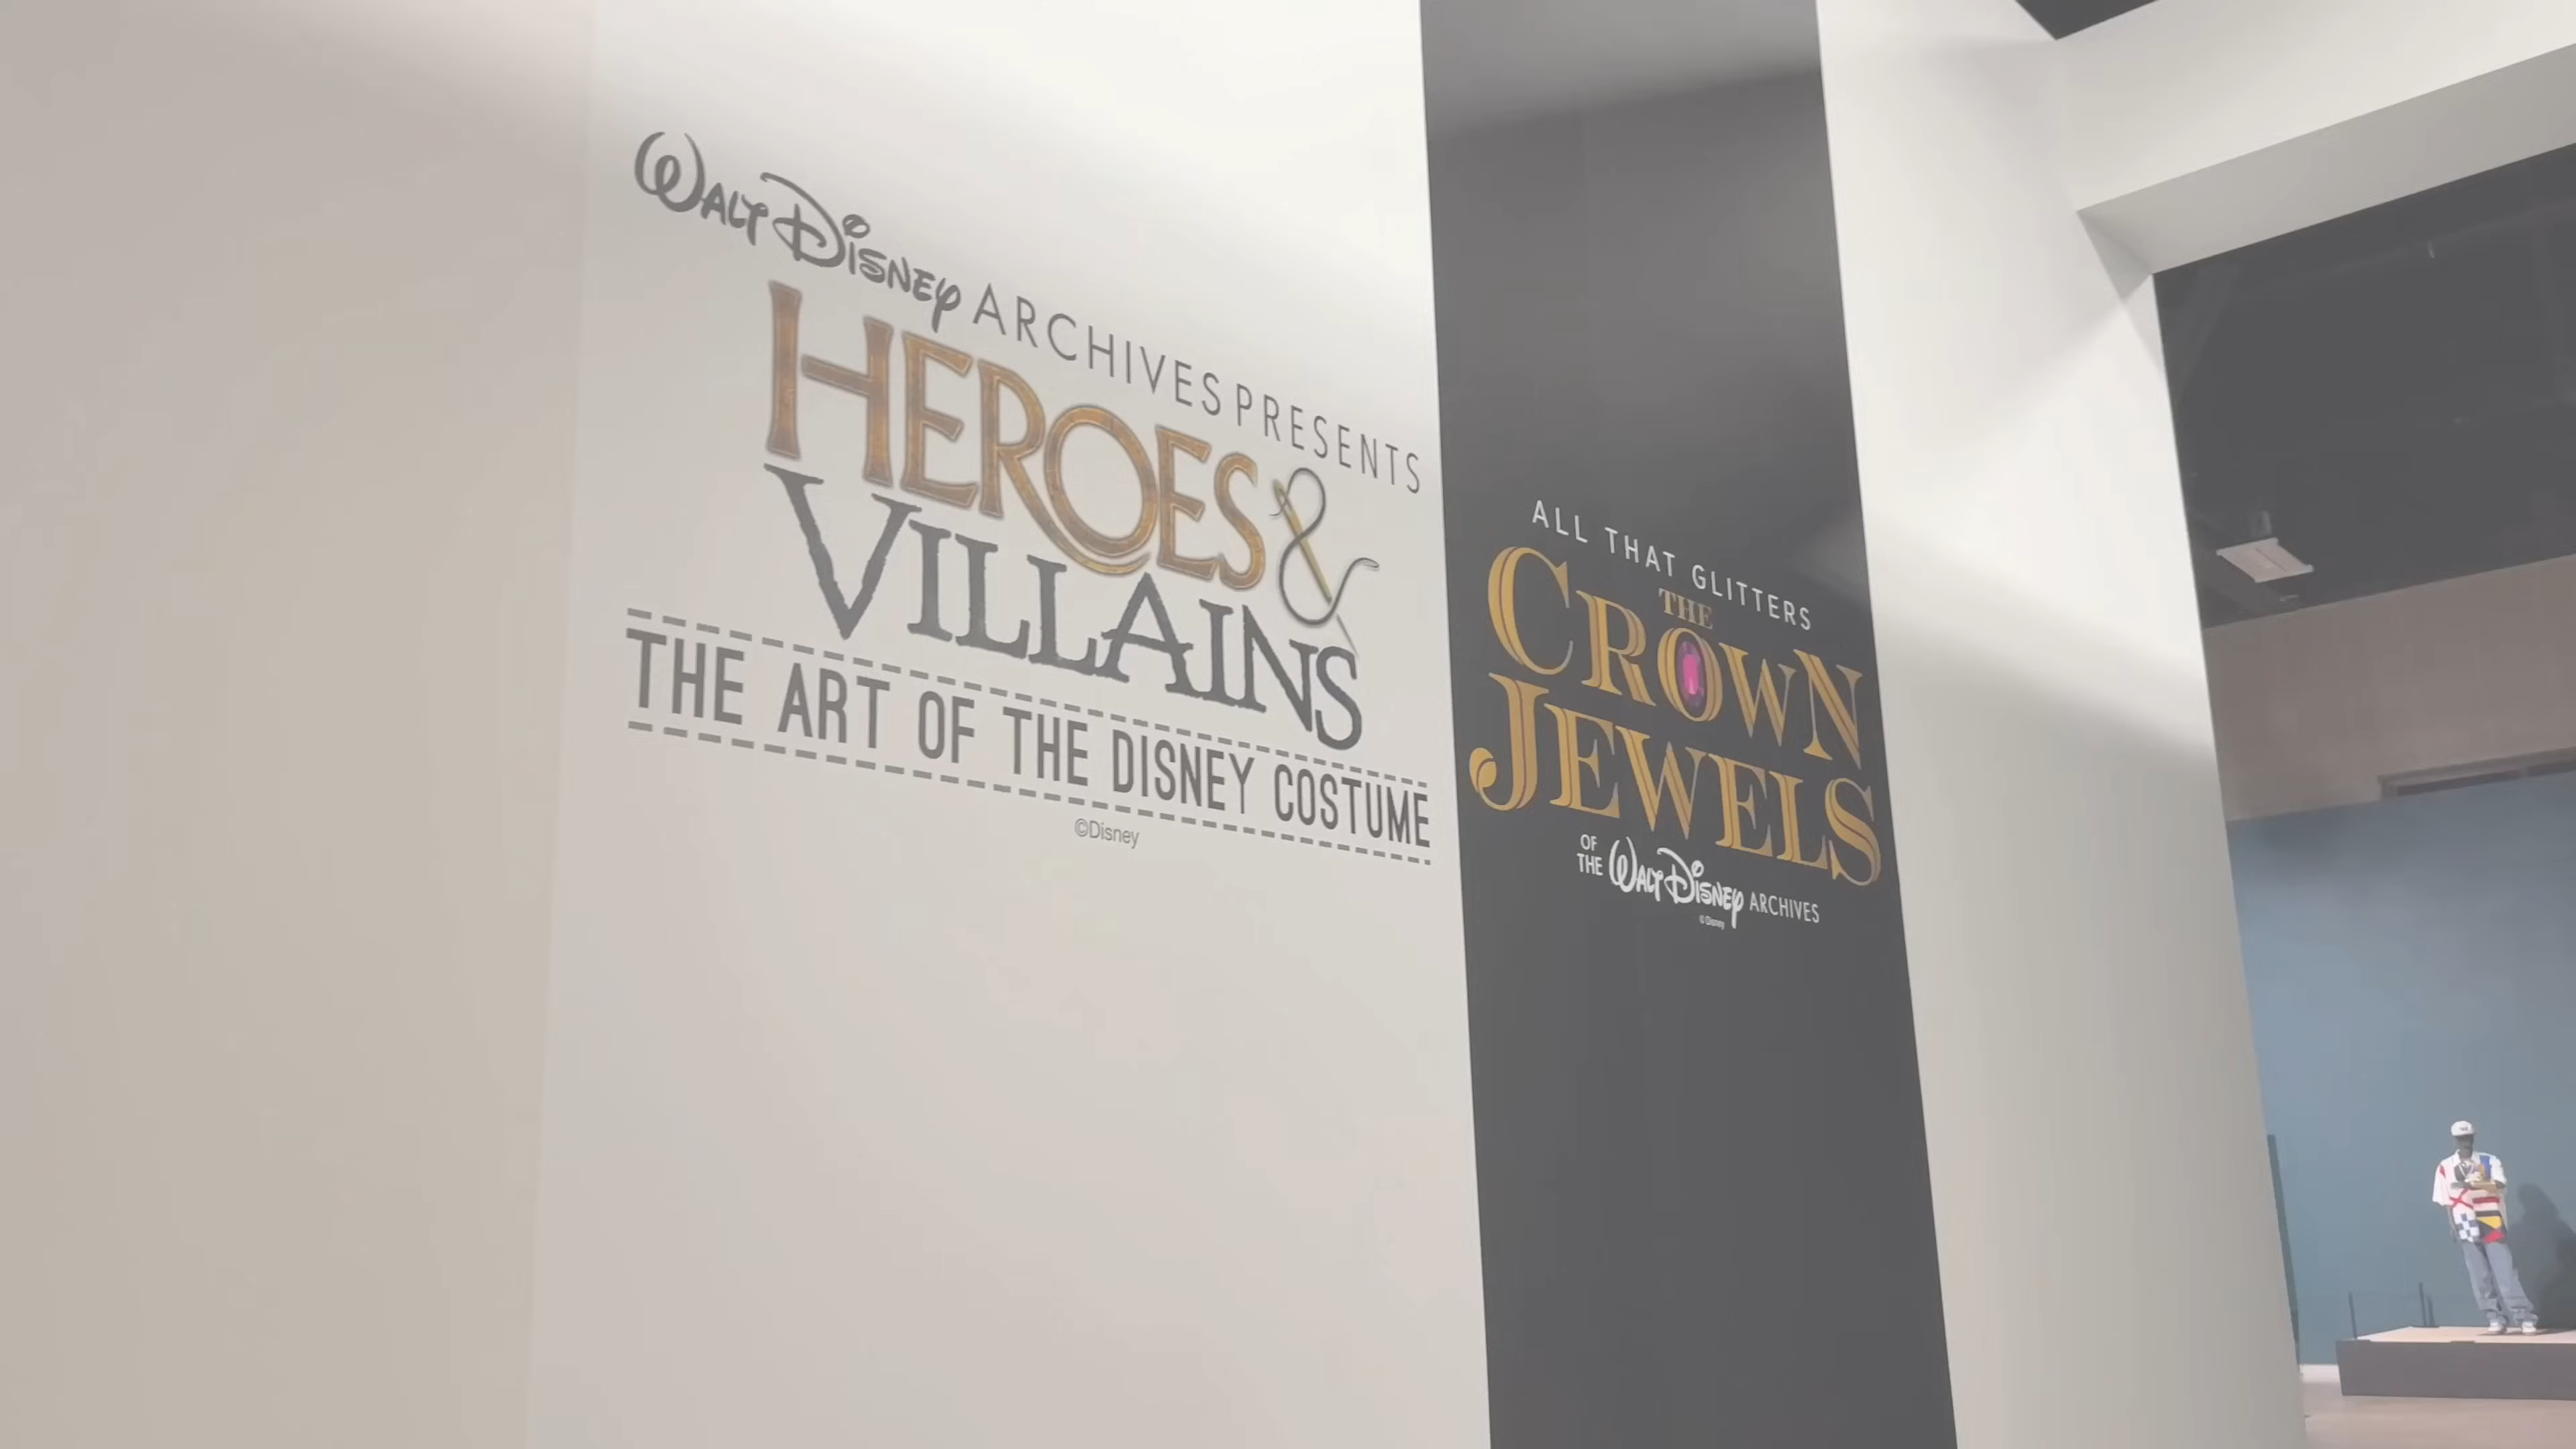 WALT DISNEY ARCHIVES PRESENTS
HEROES &
VILLAINS
THE ART OF THE DISNEY COSTUME
©Disney
ALL THAT GLITTERS
THE
CROWN
JEWELS
OF THE WALT DISNEY ARCHIVES
©Disney